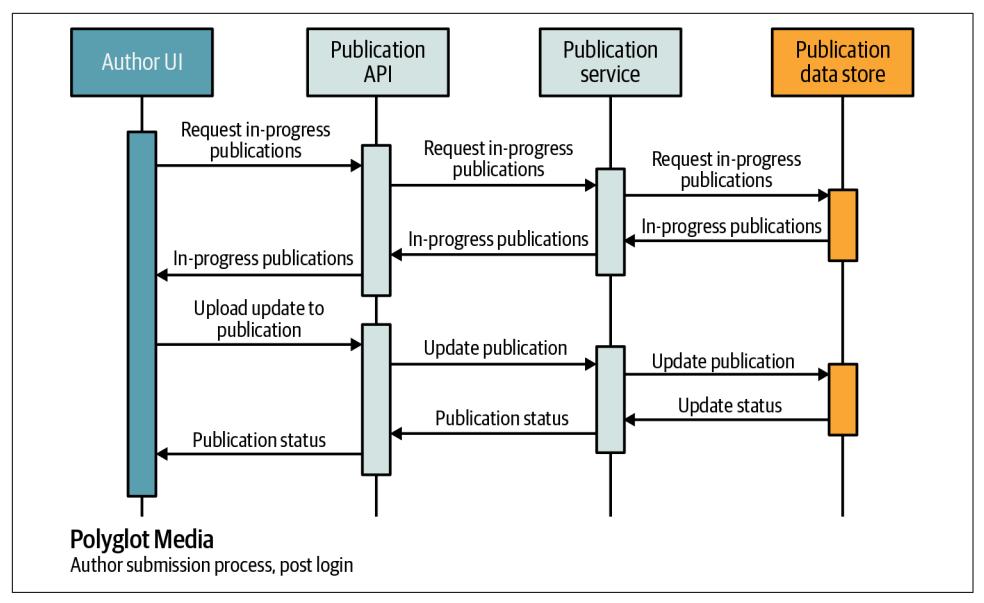 Author UI
Publication
API
Publication
service
Publication
data store
Request in-progress
publications
Request in-progress
publications
Request in-progress
publications
In-progress publications
In-progress publications
In-progress publications
Upload update to
publication
Update publication
Update publication
Update status
Publication status
Publication status
Polyglot Media
Author submission process, post login